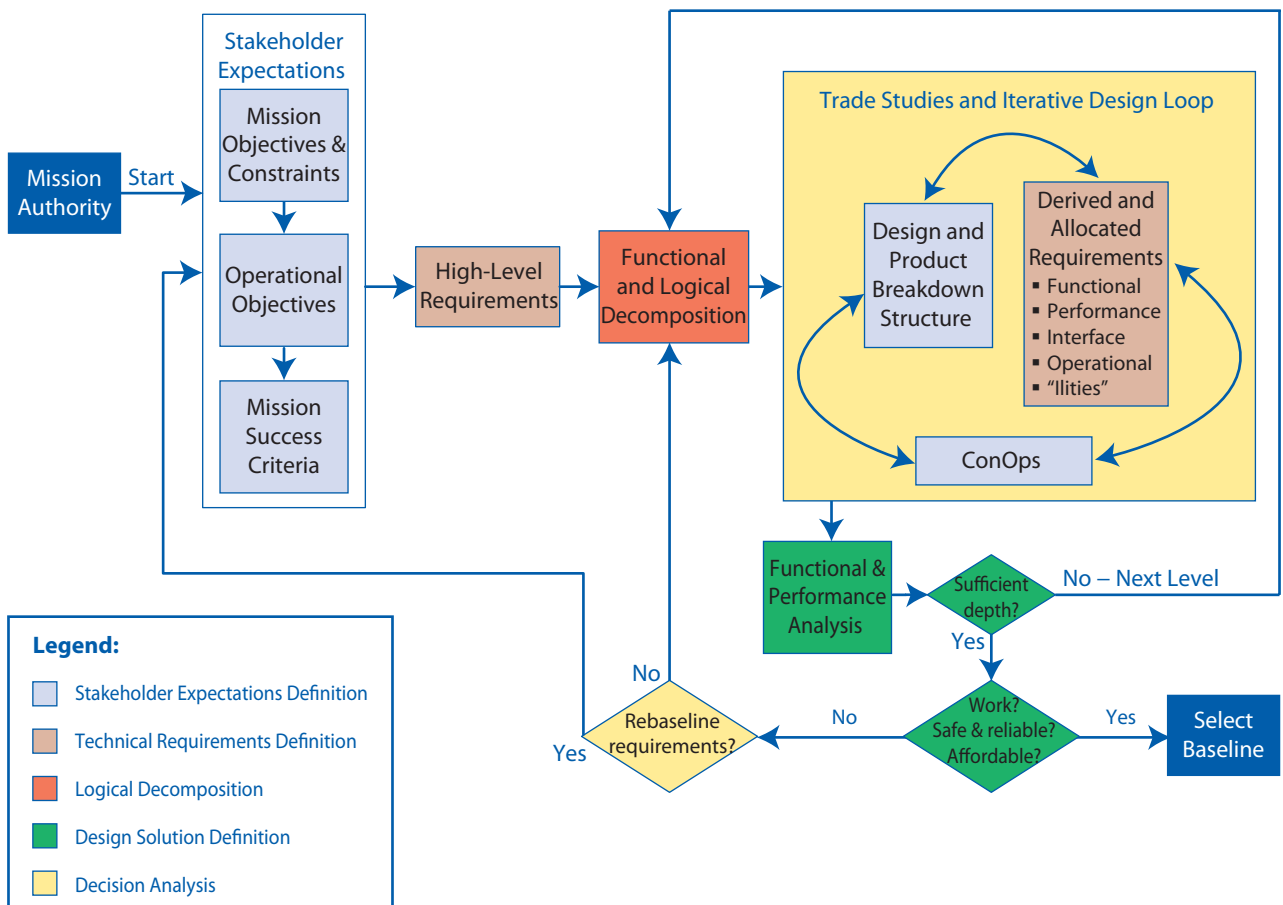 Mission
Authority
Start
Stakeholder
Expectations
Mission
Objectives &
Constraints
Operational
Objectives
Mission
Success
Criteria
High-Level
Requirements
Functional
and Logical
Decomposition
Trade Studies and Iterative Design Loop
Design and
Product
Breakdown
Structure
Derived and
Allocated
Requirements
▪ Functional
▪ Performance
▪ Interface
▪ Operational
▪ “Ilities”
ConOps
Functional &
Performance
Analysis
Sufficient
depth?
No – Next Level
Yes
Work?
Safe & reliable?
Affordable?
Yes
Select
Baseline
No
Rebaseline
requirements?
No
Yes
Legend:
Stakeholder Expectations Definition
Technical Requirements Definition
Logical Decomposition
Design Solution Definition
Decision Analysis